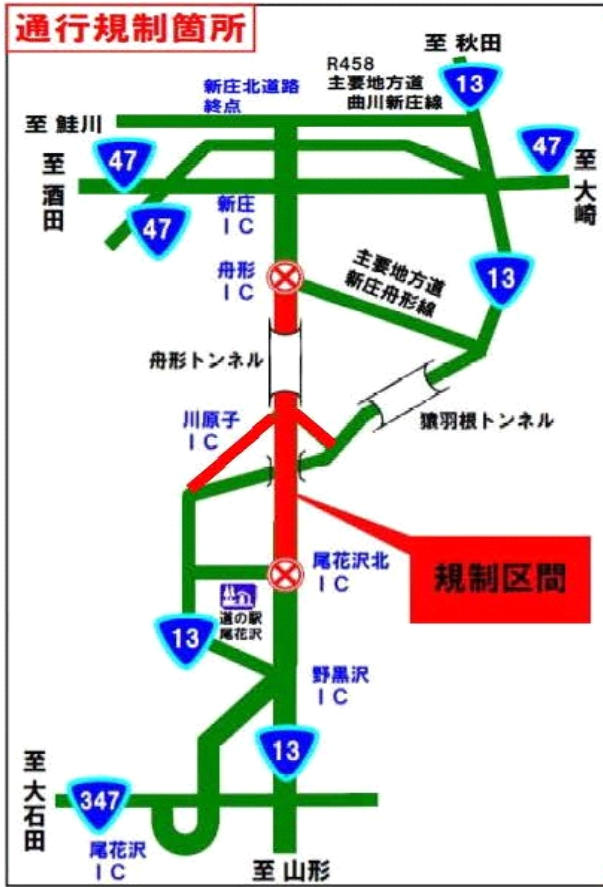 通行規制箇所
至 秋田
13
R458
主要地方道
曲川新庄線
新庄北道路
終点
至 鮭川
47
47
至 酒田
至 大崎
47
新庄
IC
舟形
IC
主要地方道
新庄舟形線
13
舟形トンネル
猿羽根トンネル
川原子
IC
尾花沢北
IC
規制区間
道の駅
尾花沢
13
野黒沢
IC
13
至 大石田
347
尾花沢
IC
至 山形